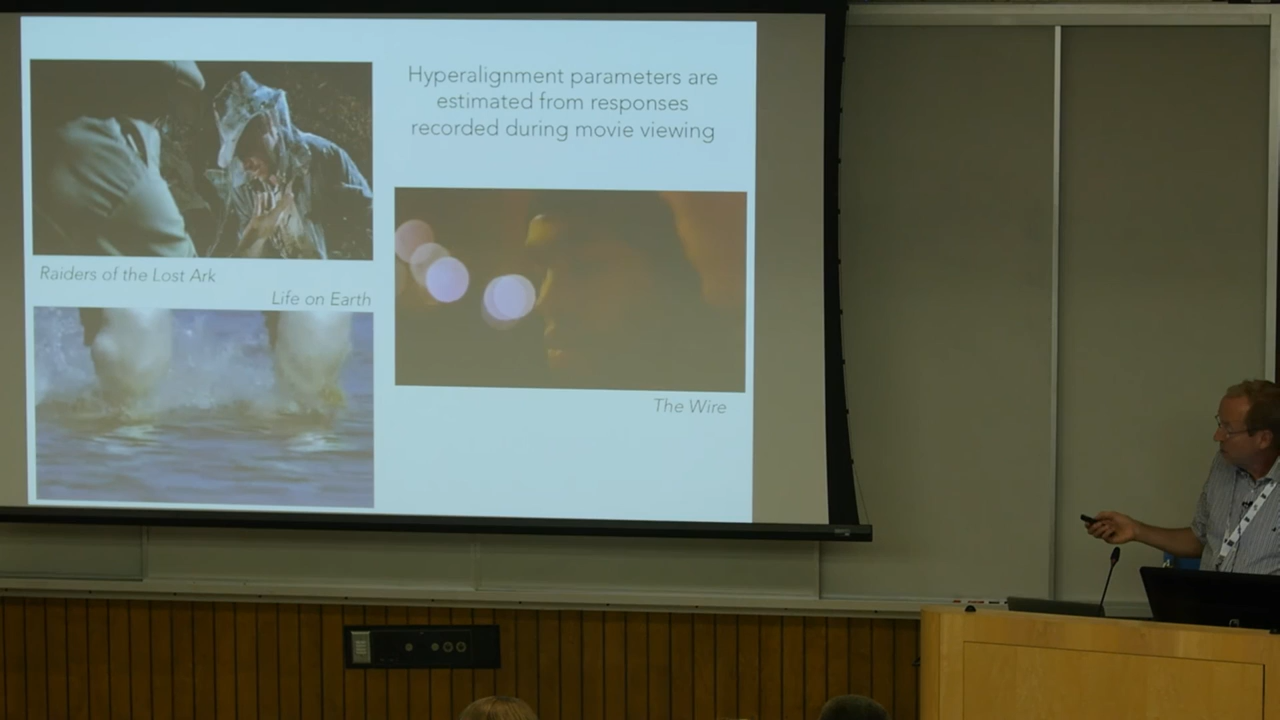 Hyperalignment parameters are
estimated from responses
recorded during movie viewing
Raiders of the Lost Ark
Life on Earth
The Wire